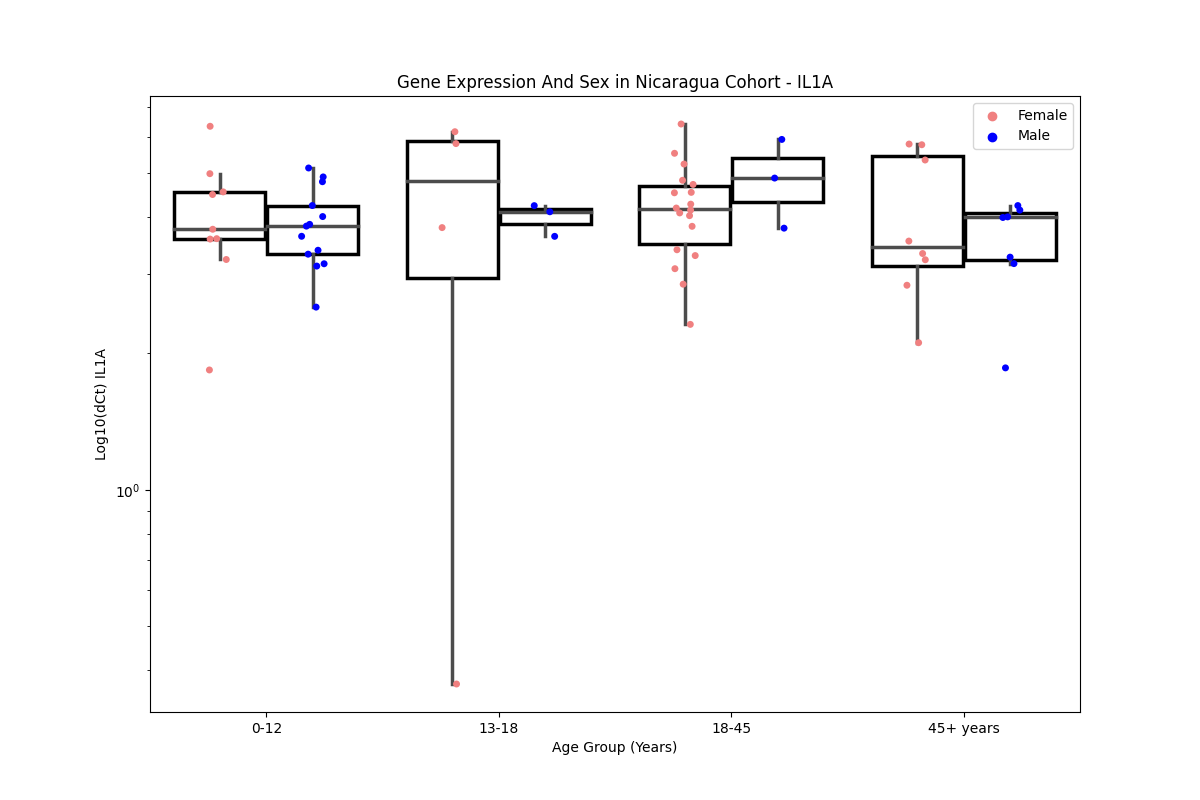 Gene Expression And Sex in Nicaragua Cohort - IL1A
Female
Male
Log10(dCt) IL1A
10^0
0-12
13-18
18-45
45+ years
Age Group (Years)